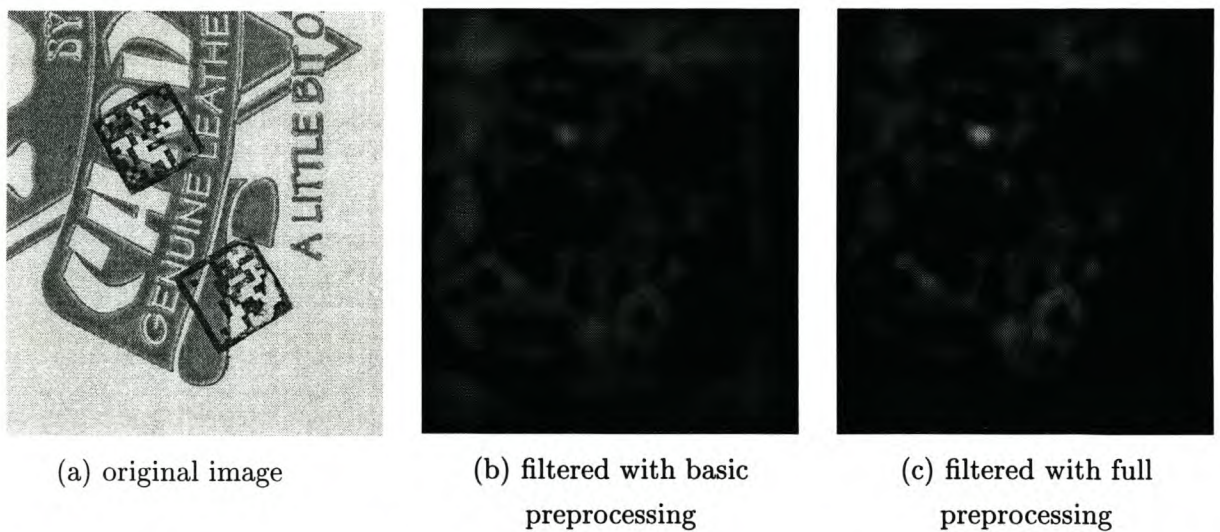 BY
GENUINE LEATHE
A LITTLE BIT O
(a) original image
(b) filtered with basic
preprocessing
(c) filtered with full
preprocessing